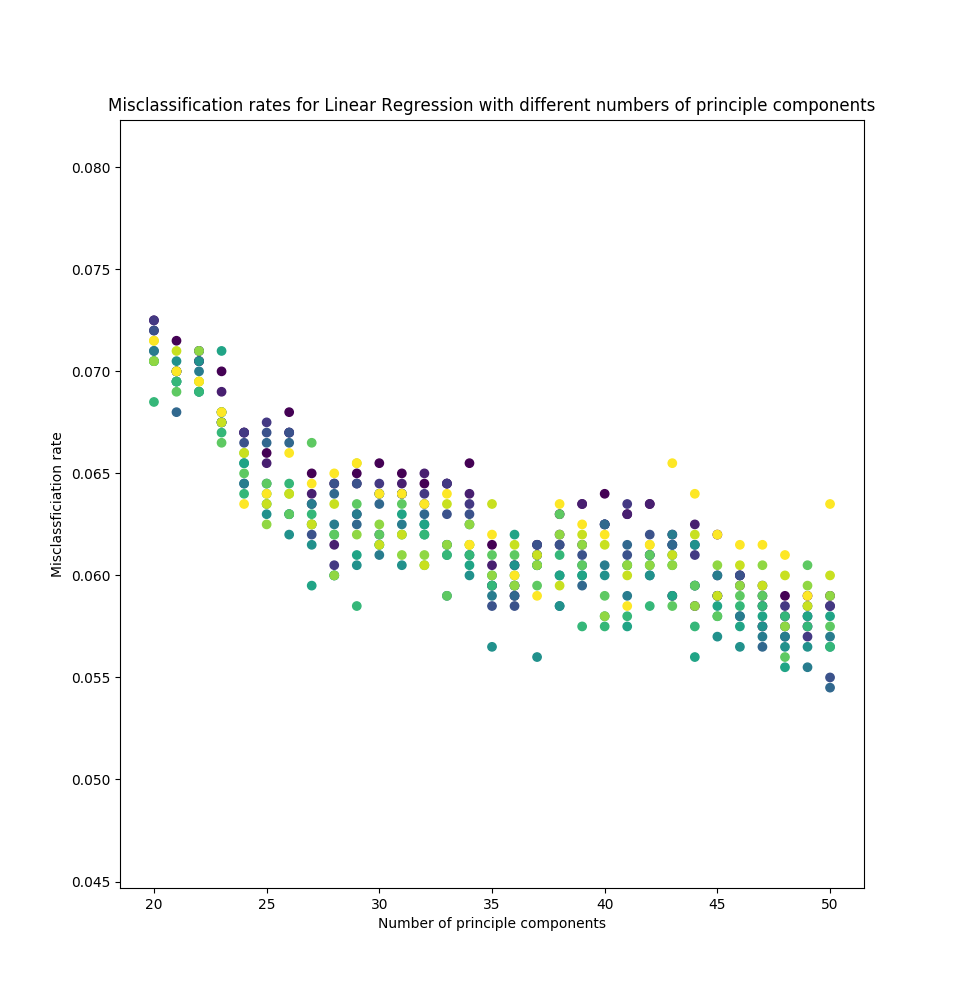 Misclassification rates for Linear Regression with different numbers of principle components
0.080
0.075
0.070
0.065
0.060
0.055
0.050
0.045
Misclassficiation rate
20 25 30 35 40 45 50
Number of principle components